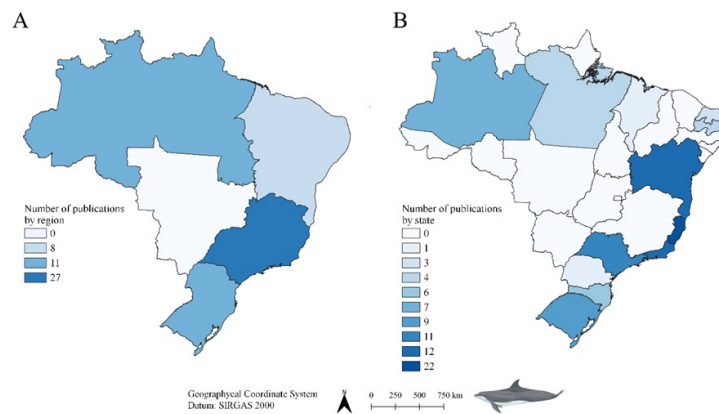 A
B
Number of publications
by region
0
8
11
27
Number of publications
by state
0
1
3
4
6
7
9
11
12
22
Geographycal Coordinate System
Datum: SIRGAS 2000
N
0 250 500 750 km